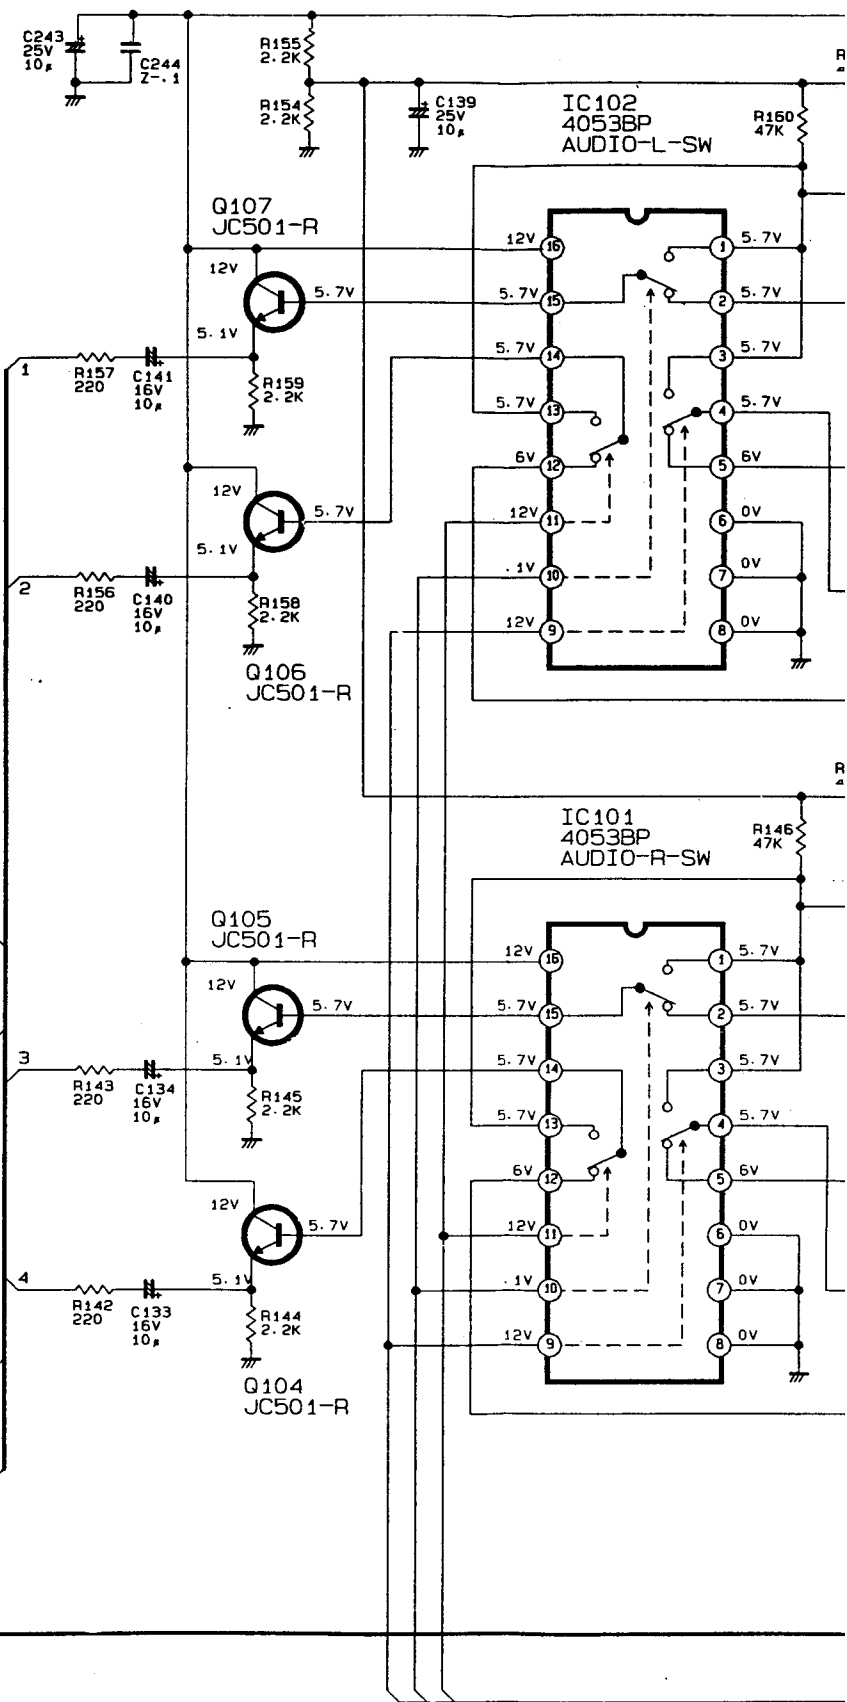 C243
25V
10μ
C244
Z-.1
R155
2.2K
R154
2.2K
C139
25V
10μ
IC102
4053BP
AUDIO-L-SW
R160
47K
R
Q107
JC501-R
12V
5.7V
5.1V
1
R157
220
C141
16V
10μ
R159
2.2K
12V
5.7V
5.1V
2
R156
220
C140
16V
10μ
R158
2.2K
Q106
JC501-R
12V 16 1 5.7V
5.7V 15 2 5.7V
5.7V 14 3 5.7V
5.7V 13 4 5.7V
6V 12 5 6V
12V 11 6 0V
.1V 10 7 0V
12V 9 8 0V
R
IC101
4053BP
AUDIO-R-SW
R146
47K
Q105
JC501-R
12V
5.7V
5.1V
3
R143
220
C134
16V
10μ
R145
2.2K
12V
5.7V
5.1V
4
R142
220
C133
16V
10μ
R144
2.2K
Q104
JC501-R
12V 16 1 5.7V
5.7V 15 2 5.7V
5.7V 14 3 5.7V
5.7V 13 4 5.7V
6V 12 5 6V
12V 11 6 0V
.1V 10 7 0V
12V 9 8 0V